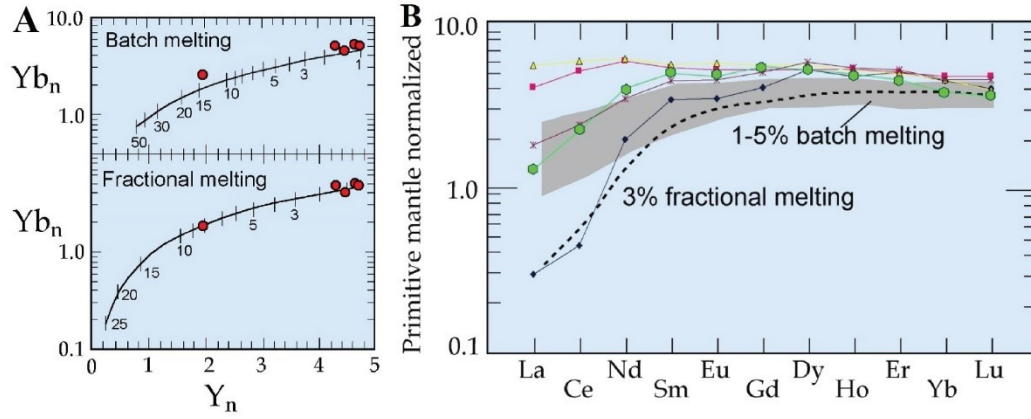 A
Batch melting
10.0
Yb_n
1.0
50
30
20
15
10
5
3
1
Fractional melting
Yb_n
1.0
10
5
3
15
20
25
0.1
0
1
2
3
4
5
Y_n
B
Primitive mantle normalized
10.0
1.0
0.1
1-5% batch melting
3% fractional melting
La
Ce
Nd
Sm
Eu
Gd
Dy
Ho
Er
Yb
Lu